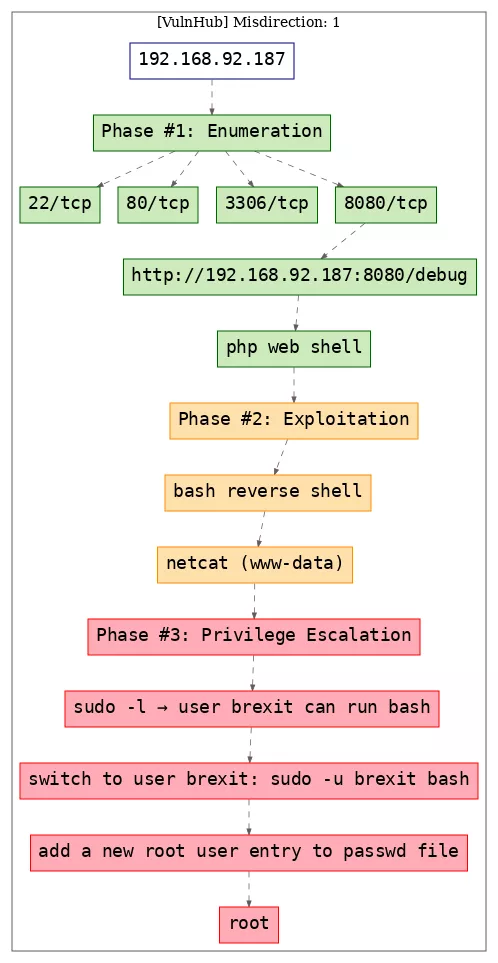 [VulnHub] Misdirection: 1
192.168.92.187
Phase #1: Enumeration
22/tcp
80/tcp
3306/tcp
8080/tcp
http://192.168.92.187:8080/debug
php web shell
Phase #2: Exploitation
bash reverse shell
netcat (www-data)
Phase #3: Privilege Escalation
sudo -l → user brexit can run bash
switch to user brexit: sudo -u brexit bash
add a new root user entry to passwd file
root